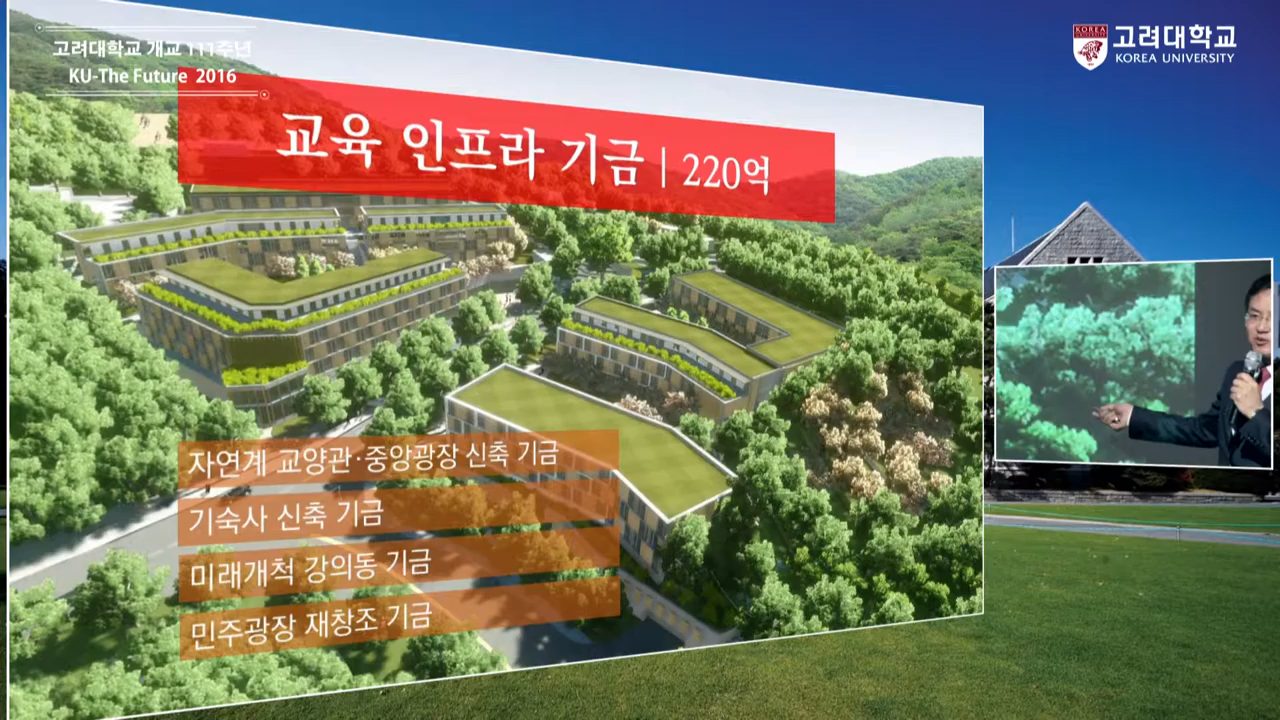 고려대학교 개교 111주년
KU-The Future 2016
KOREA
고려대학교
KOREA UNIVERSITY
교육 인프라 기금 | 220억
자연계 교양관·중앙광장 신축 기금
기숙사 신축 기금
미래개척 강의동 기금
민주광장 재창조 기금